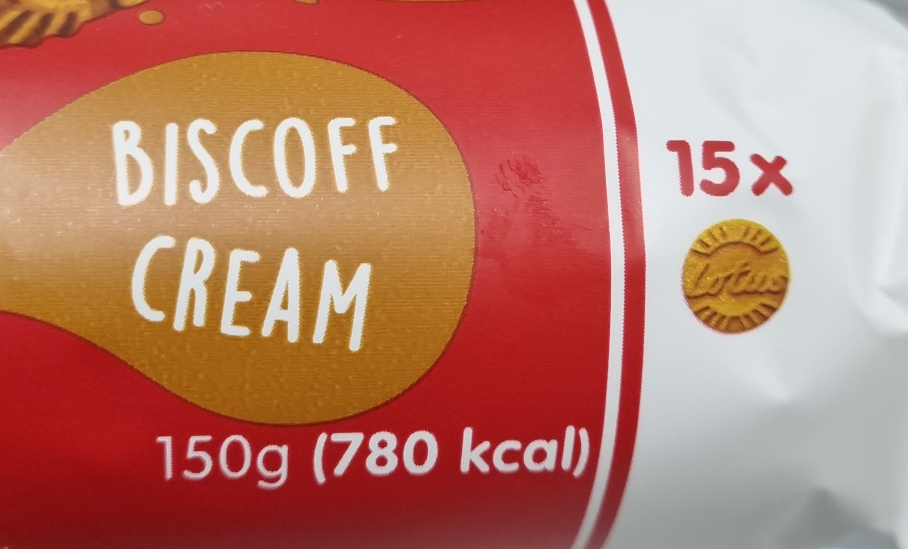 BISCOFF
CREAM
150g (780 kcal)
15x
Lotus